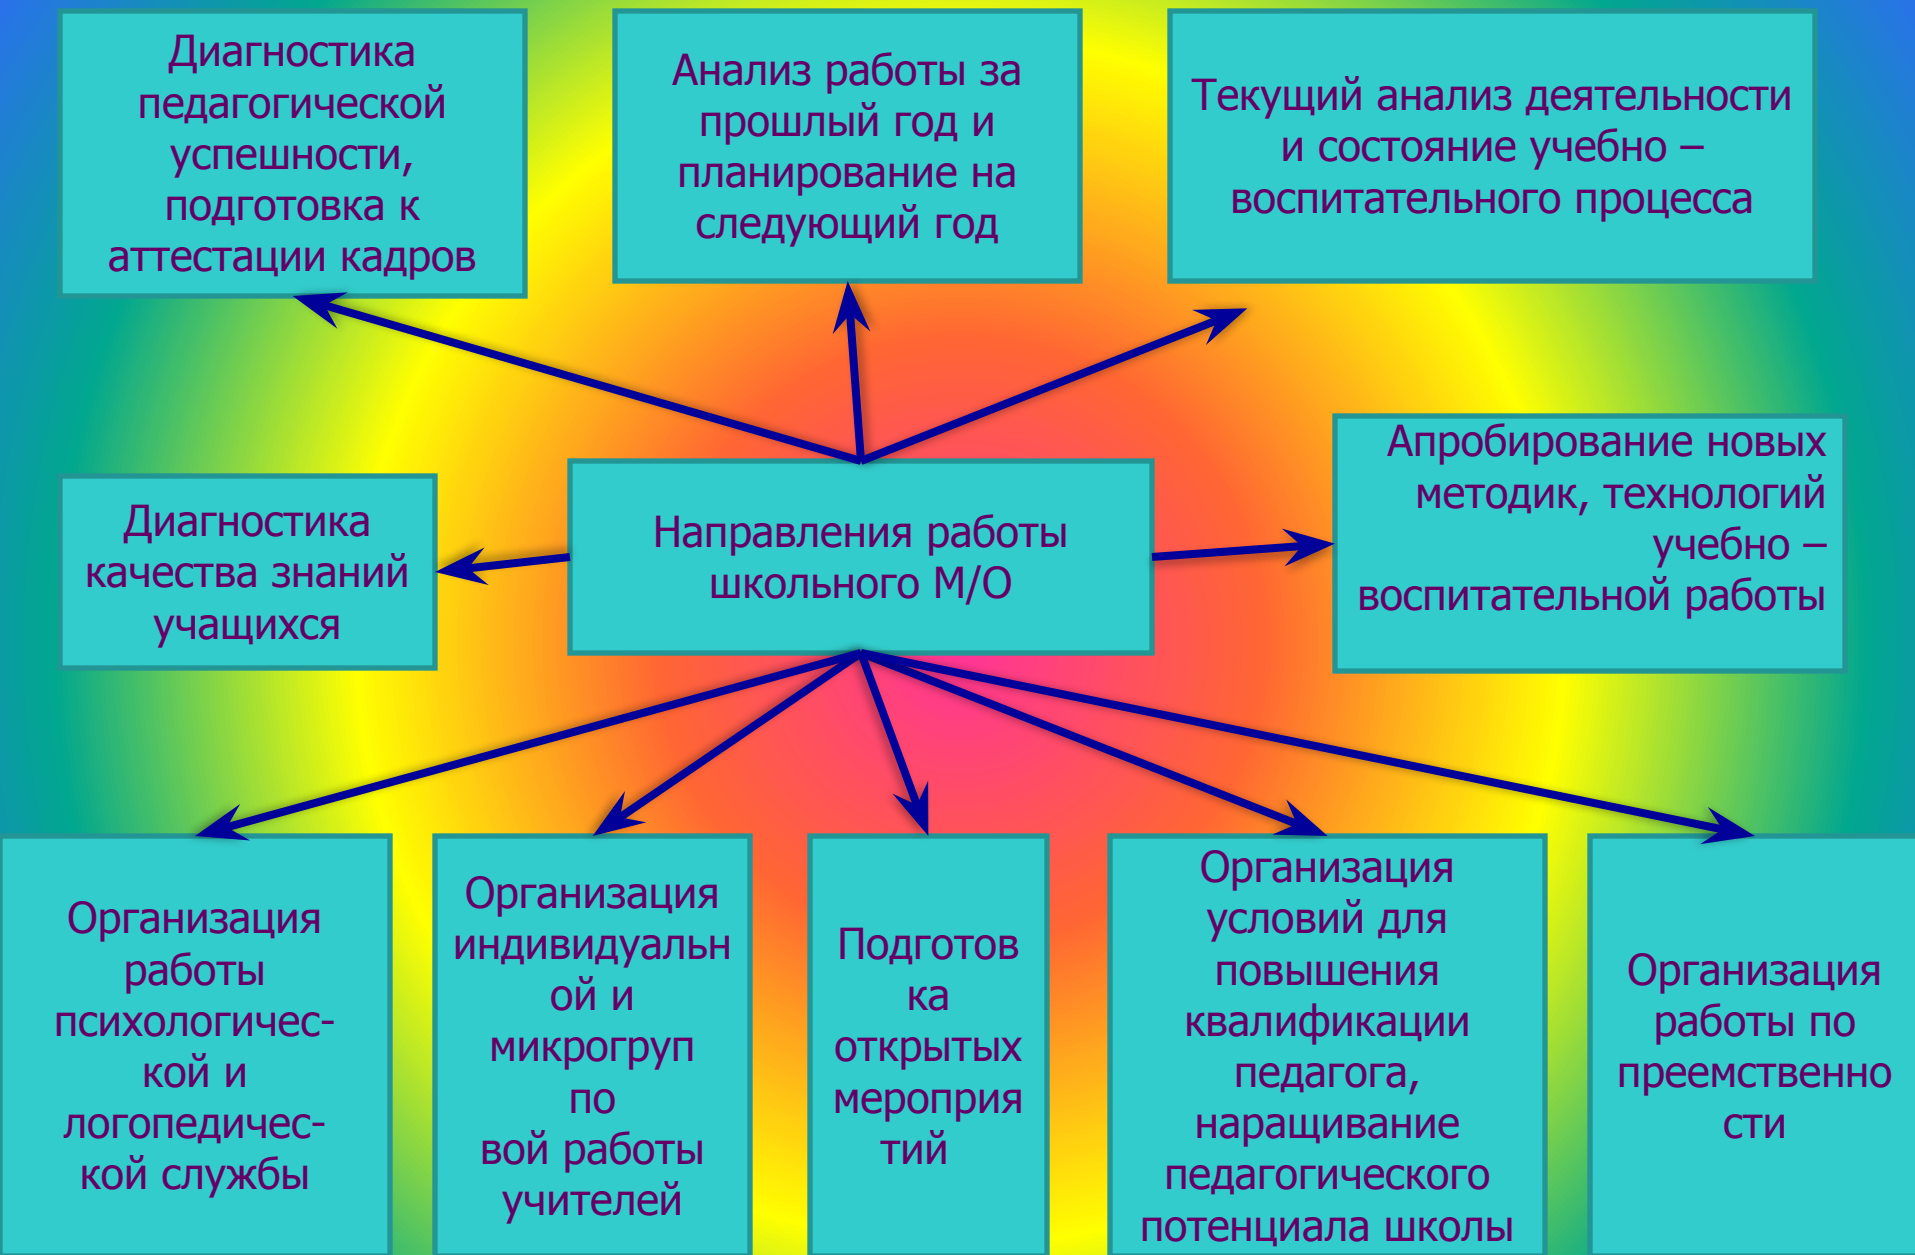 Диагностика
педагогической
успешности,
подготовка к
аттестации кадров
Анализ работы за
прошлый год и
планирование на
следующий год
Текущий анализ деятельности
и состояние учебно –
воспитательного процесса
Диагностика
качества знаний
учащихся
Направления работы
школьного М/О
Апробирование новых
методик, технологий
учебно –
воспитательной работы
Организация
работы
психологичес-
кой и
логопедичес-
кой службы
Организация
индивидуальн
ой и
микрогруп
по
вой работы
учителей
Подготов
ка
открытых
мероприя
тий
Организация
условий для
повышения
квалификации
педагога,
наращивание
педагогического
потенциала школы
Организация
работы по
преемственно
сти